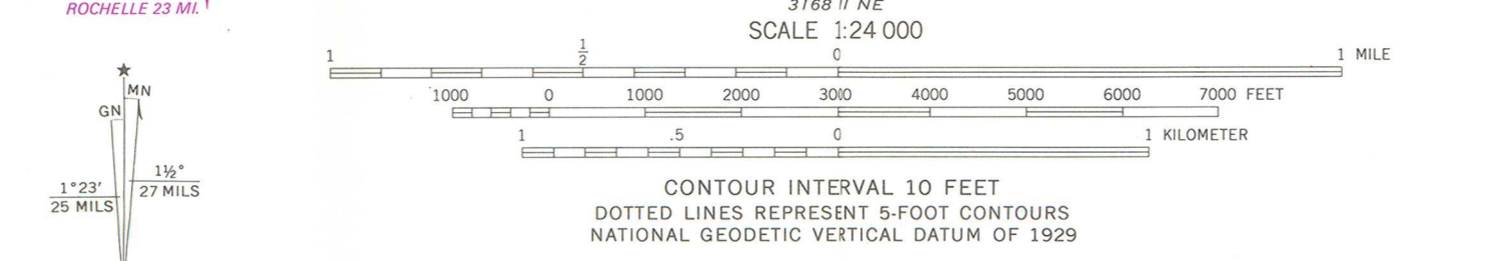 ROCHELLE 23 MI.
3168 II NE
SCALE 1:24 000
1 ½ 0 1 MILE
1000 0 1000 2000 3000 4000 5000 6000 7000 FEET
1 .5 0 1 KILOMETER
MN
GN
1½°
27 MILS
1°23′
25 MILS
CONTOUR INTERVAL 10 FEET
DOTTED LINES REPRESENT 5-FOOT CONTOURS
NATIONAL GEODETIC VERTICAL DATUM OF 1929